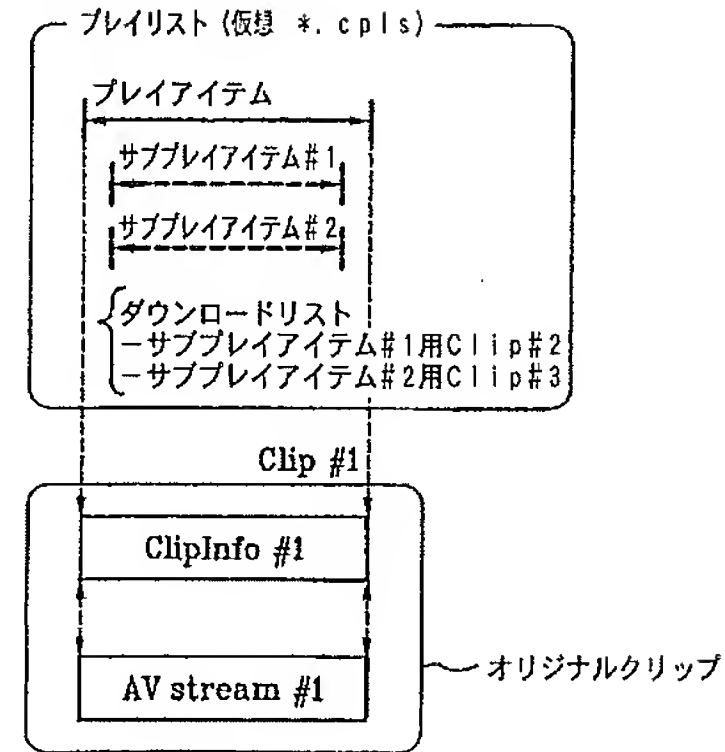 プレイリスト (仮想 *.cpls)
プレイアイテム
サブプレイアイテム#1
サブプレイアイテム#2
ダウンロードリスト
－サブプレイアイテム#1用Clip#2
－サブプレイアイテム#2用Clip#3
Clip #1
ClipInfo #1
AV stream #1
オリジナルクリップ